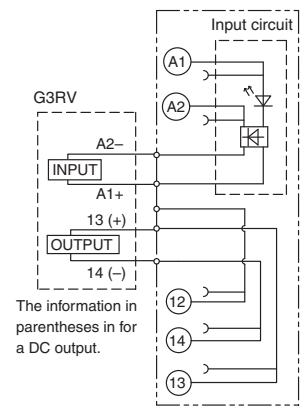 Input circuit
A1
G3RV
A2
A2–
INPUT
A1+
13 (+)
OUTPUT
14 (–)
12
The information in
parentheses in for
a DC output.
14
13